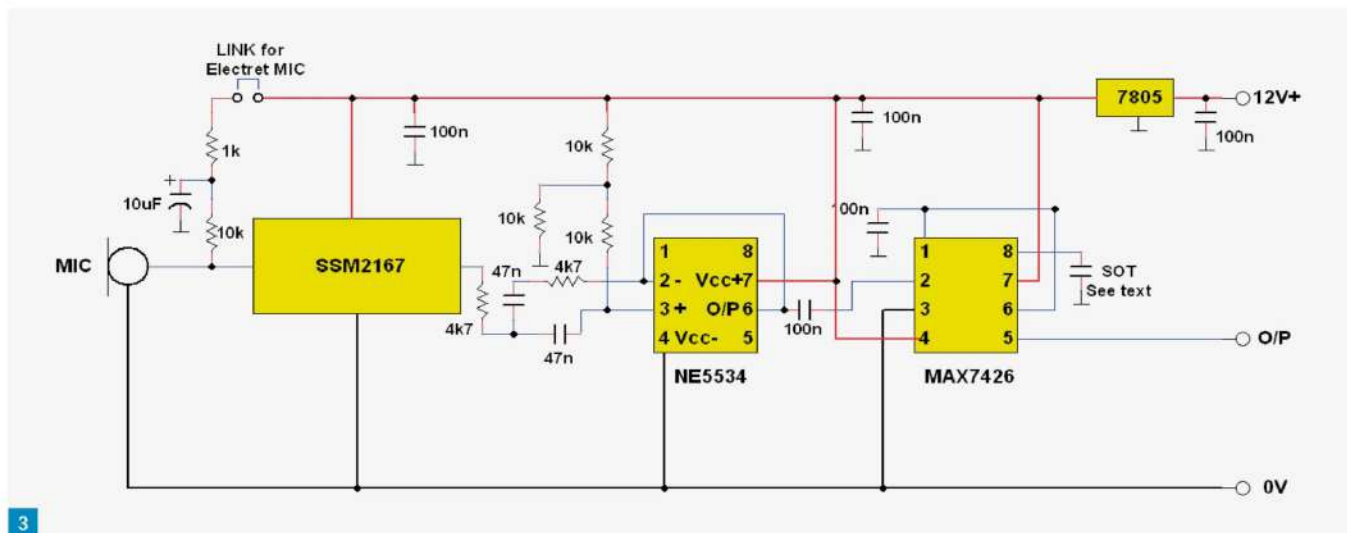 LINK for
Electret MIC
7805
12V+
100n
100n
100n
1k
10k
+
10uF
10k
10k
10k
MIC
SSM2167
47n
4k7
4k7
47n
1 8
2 - Vcc+ 7
3 + O/P 6
4 Vcc- 5
NE5534
100n
1 8
2 7
3 6
4 5
MAX7426
SOT
See text
O/P
0V
3